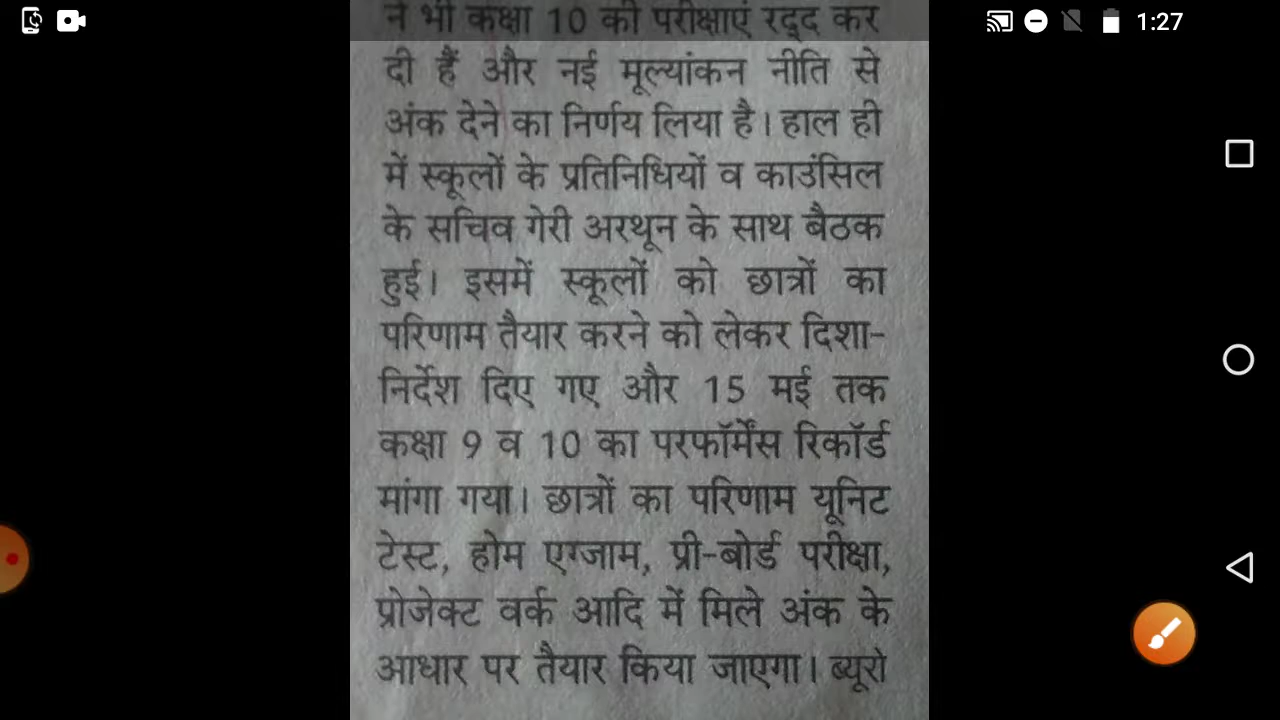 1:27
ने भी कक्षा 10 की परीक्षाएं रद्द कर
दी हैं और नई मूल्यांकन नीति से
अंक देने का निर्णय लिया है। हाल ही
में स्कूलों के प्रतिनिधियों व काउंसिल
के सचिव गेरी अरथून के साथ बैठक
हुई। इसमें स्कूलों को छात्रों का
परिणाम तैयार करने को लेकर दिशा-
निर्देश दिए गए और 15 मई तक
कक्षा 9 व 10 का परफॉर्मेंस रिकॉर्ड
मांगा गया। छात्रों का परिणाम यूनिट
टेस्ट, होम एग्जाम, प्री-बोर्ड परीक्षा,
प्रोजेक्ट वर्क आदि में मिले अंक के
आधार पर तैयार किया जाएगा। ब्यूरो